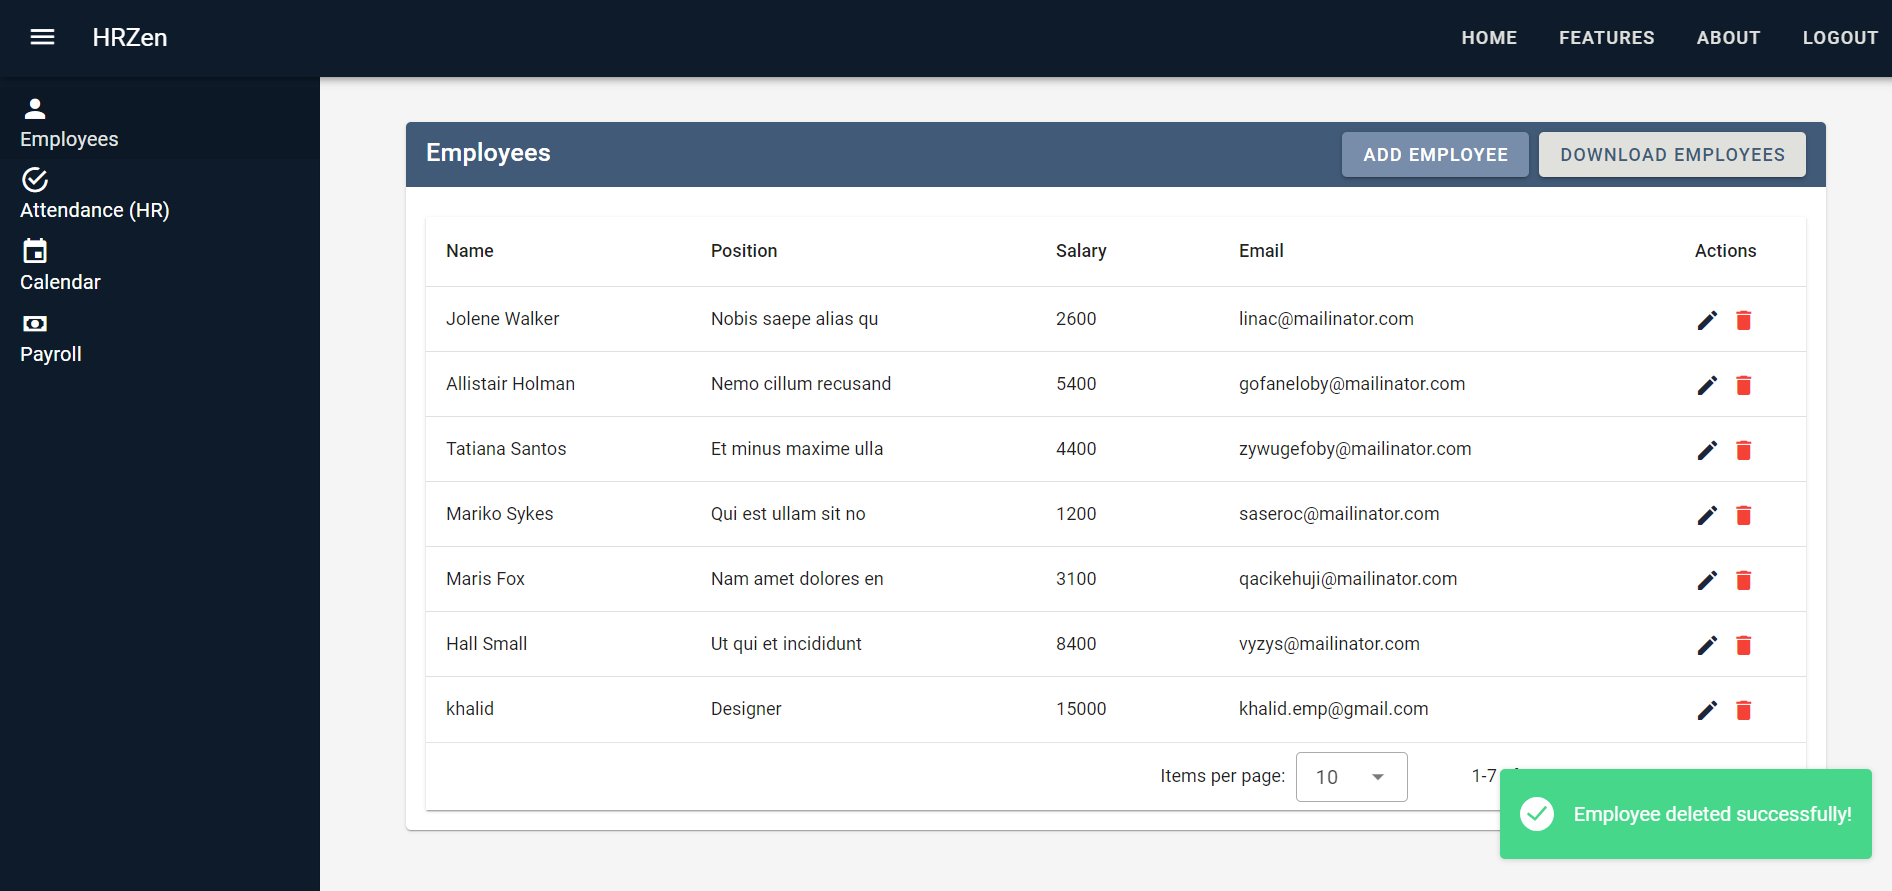 HRZen
HOME FEATURES ABOUT LOGOUT
Employees
Attendance (HR)
Calendar
Payroll
Employees
ADD EMPLOYEE DOWNLOAD EMPLOYEES
Name Position Salary Email Actions
Jolene Walker Nobis saepe alias qu 2600 linac@mailinator.com
Allistair Holman Nemo cillum recusand 5400 gofaneloby@mailinator.com
Tatiana Santos Et minus maxime ulla 4400 zywugefoby@mailinator.com
Mariko Sykes Qui est ullam sit no 1200 saseroc@mailinator.com
Maris Fox Nam amet dolores en 3100 qacikehuji@mailinator.com
Hall Small Ut qui et incididunt 8400 vyzys@mailinator.com
khalid Designer 15000 khalid.emp@gmail.com
Items per page: 10 1-7
Employee deleted successfully!